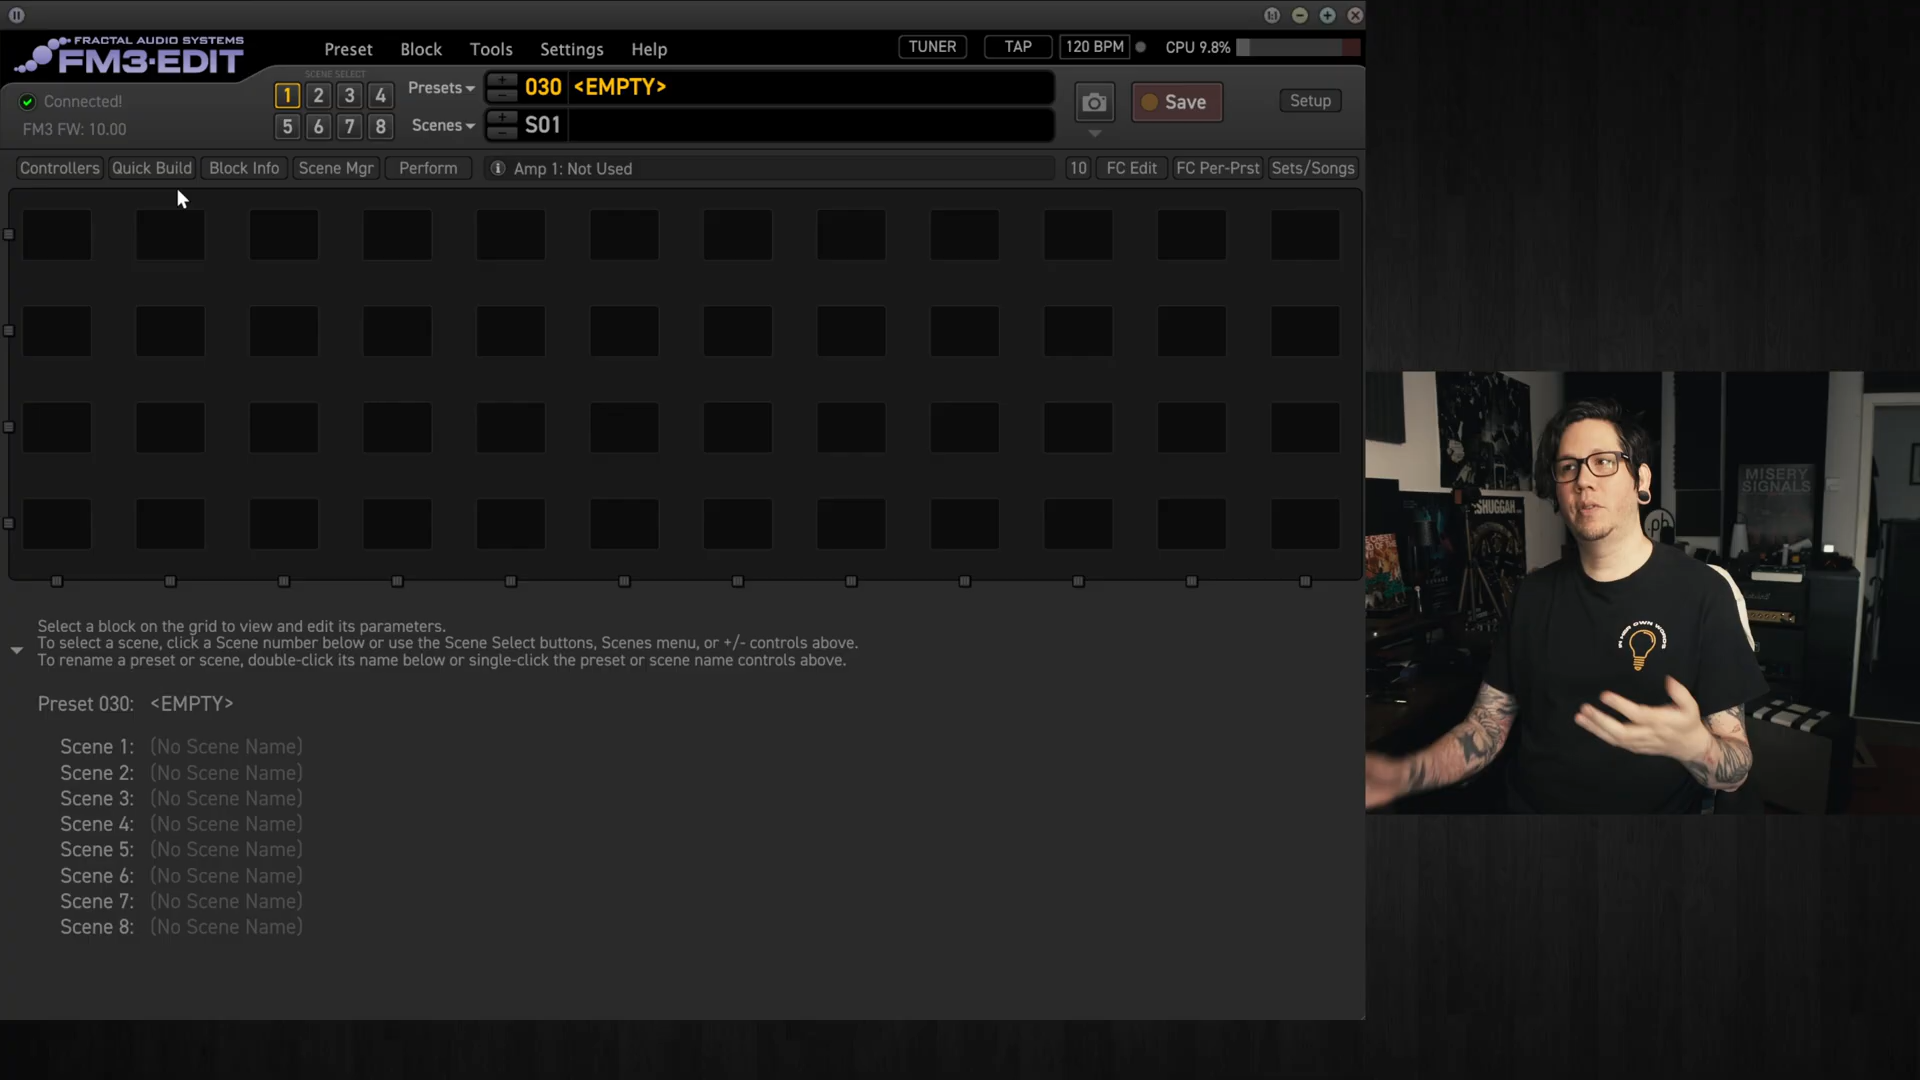 FRACTAL AUDIO SYSTEMS
FM3-EDIT
Preset Block Tools Settings Help
TUNER TAP 120 BPM CPU 9.8%
SCENE SELECT
1 2 3 4
5 6 7 8
Connected!
FM3 FW: 10.00
Presets 030 <EMPTY>
Scenes S01
Save
Setup
Controllers Quick Build Block Info Scene Mgr Perform Amp 1: Not Used 10 FC Edit FC Per-Prst Sets/Songs
Select a block on the grid to view and edit its parameters.
To select a scene, click a Scene number below or use the Scene Select buttons, Scenes menu, or +/- controls above.
To rename a preset or scene, double-click its name below or single-click the preset or scene name controls above.
Preset 030: <EMPTY>
Scene 1: (No Scene Name)
Scene 2: (No Scene Name)
Scene 3: (No Scene Name)
Scene 4: (No Scene Name)
Scene 5: (No Scene Name)
Scene 6: (No Scene Name)
Scene 7: (No Scene Name)
Scene 8: (No Scene Name)
MISERY
SIGNALS
SHUGGAH
ph
IN HER OWN WORDS